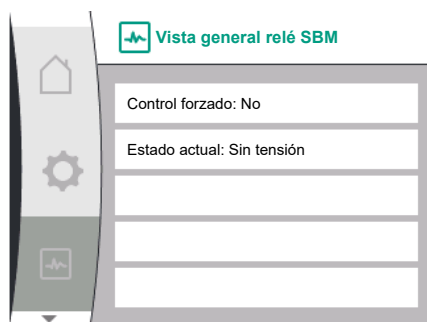 Vista general relé SBM
Control forzado: No
Estado actual: Sin tensión